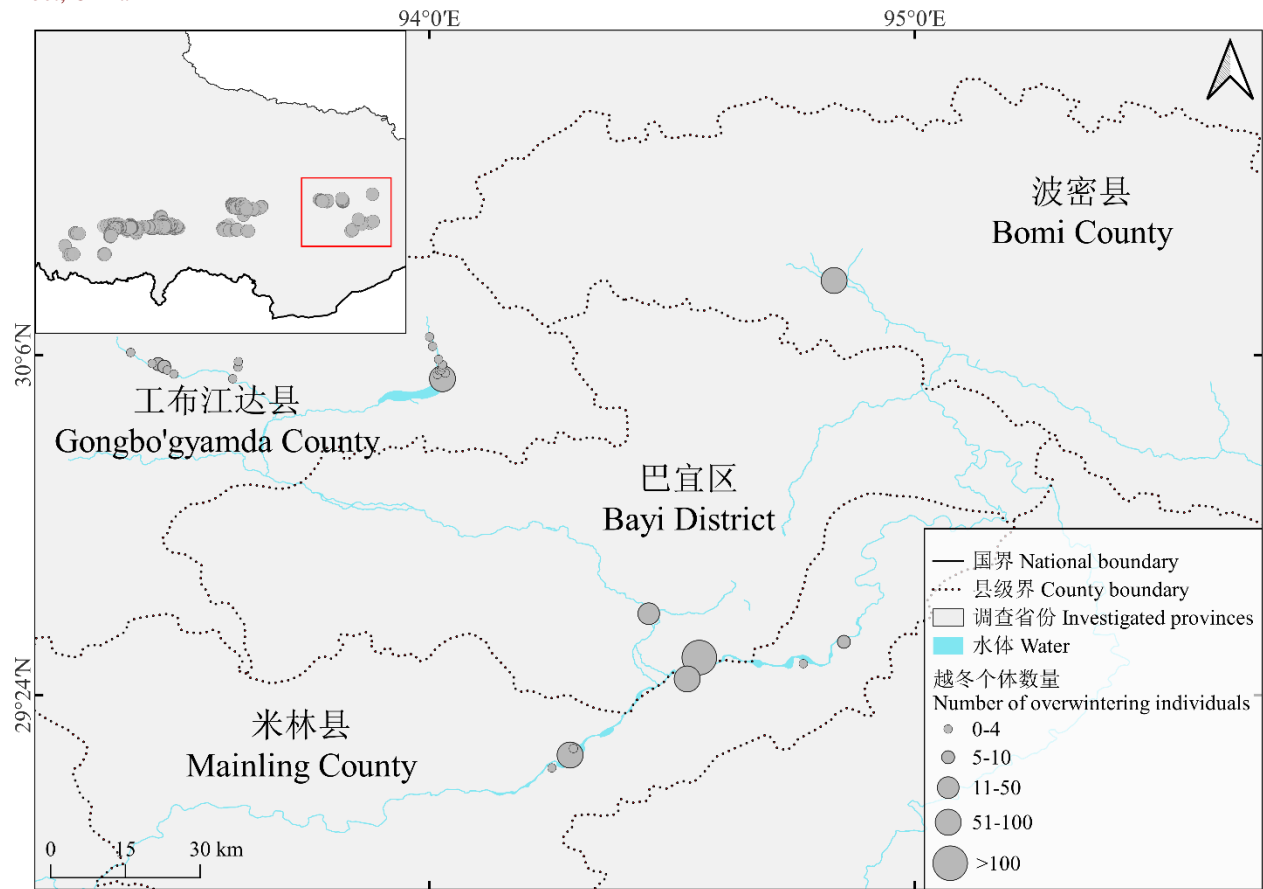 94°0′E
95°0′E
30°6′N
29°24′N
波密县
Bomi County
工布江达县
Gongbo'gyamda County
巴宜区
Bayi District
米林县
Mainling County
0 15 30 km
国界 National boundary
县级界 County boundary
调查省份 Investigated provinces
水体 Water
越冬个体数量
Number of overwintering individuals
0-4
5-10
11-50
51-100
>100